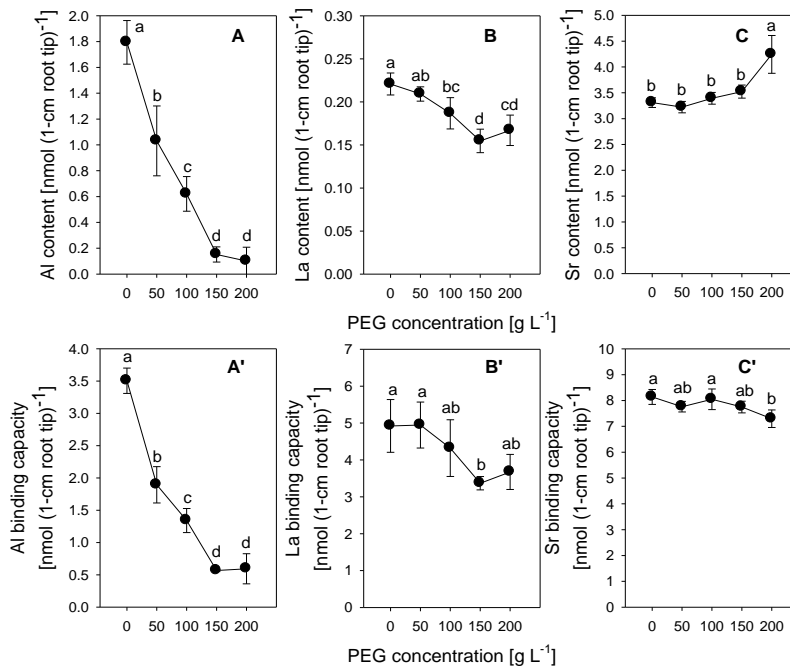 A
Al content [nmol (1-cm root tip)⁻¹]
1.8
1.6
1.4
1.2
1.0
0.8
0.6
0.4
0.2
0.0
a
b
c
d
d
0 50 100 150 200
B
La content [nmol (1-cm root tip)⁻¹]
0.30
0.25
0.20
0.15
0.10
0.05
0.00
a
ab
bc
d
cd
0 50 100 150 200
C
Sr content [nmol (1-cm root tip)⁻¹]
5.0
4.5
4.0
3.5
3.0
2.5
2.0
1.5
1.0
0.5
0.0
b
b
b
b
a
0 50 100 150 200
PEG concentration [g L⁻¹]
A'
Al binding capacity
[nmol (1-cm root tip)⁻¹]
4.0
3.5
3.0
2.5
2.0
1.5
1.0
0.5
0.0
a
b
c
d
d
0 50 100 150 200
B'
La binding capacity
[nmol (1-cm root tip)⁻¹]
7
6
5
4
3
2
1
0
a
a
ab
b
ab
0 50 100 150 200
C'
Sr binding capacity
[nmol (1-cm root tip)⁻¹]
10
9
8
7
6
5
4
3
2
1
0
a
ab
a
ab
b
0 50 100 150 200
PEG concentration [g L⁻¹]